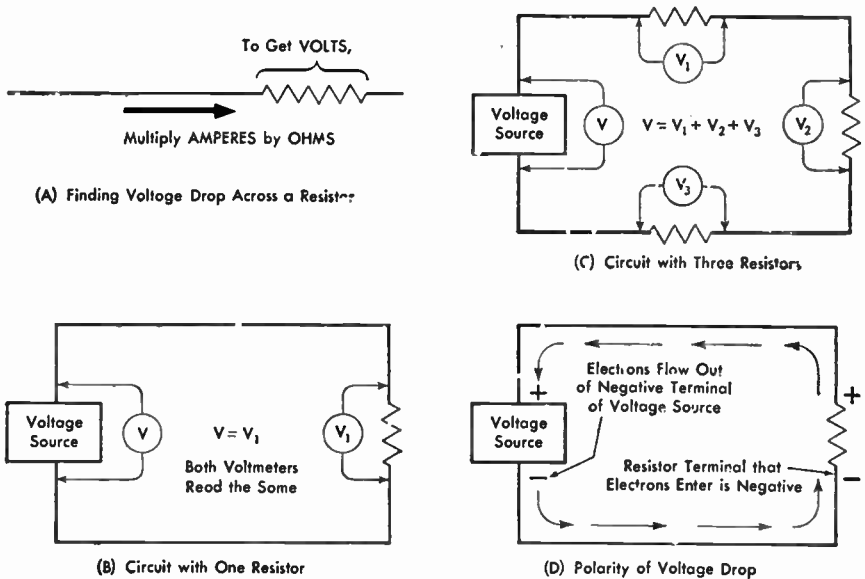 To Get VOLTS,
Multiply AMPERES by OHMS
(A) Finding Voltage Drop Across a Resistor
V₁
Voltage
Source
V
V = V₁ + V₂ + V₃
V₂
V₃
(C) Circuit with Three Resistors
Voltage
Source
V
V = V₁
Both Voltmeters
Read the Same
V₁
(B) Circuit with One Resistor
Electrons Flow Out
of Negative Terminal
of Voltage Source
+
+
Voltage
Source
Resistor Terminal that
Electrons Enter is Negative
−
−
(D) Polarity of Voltage Drop